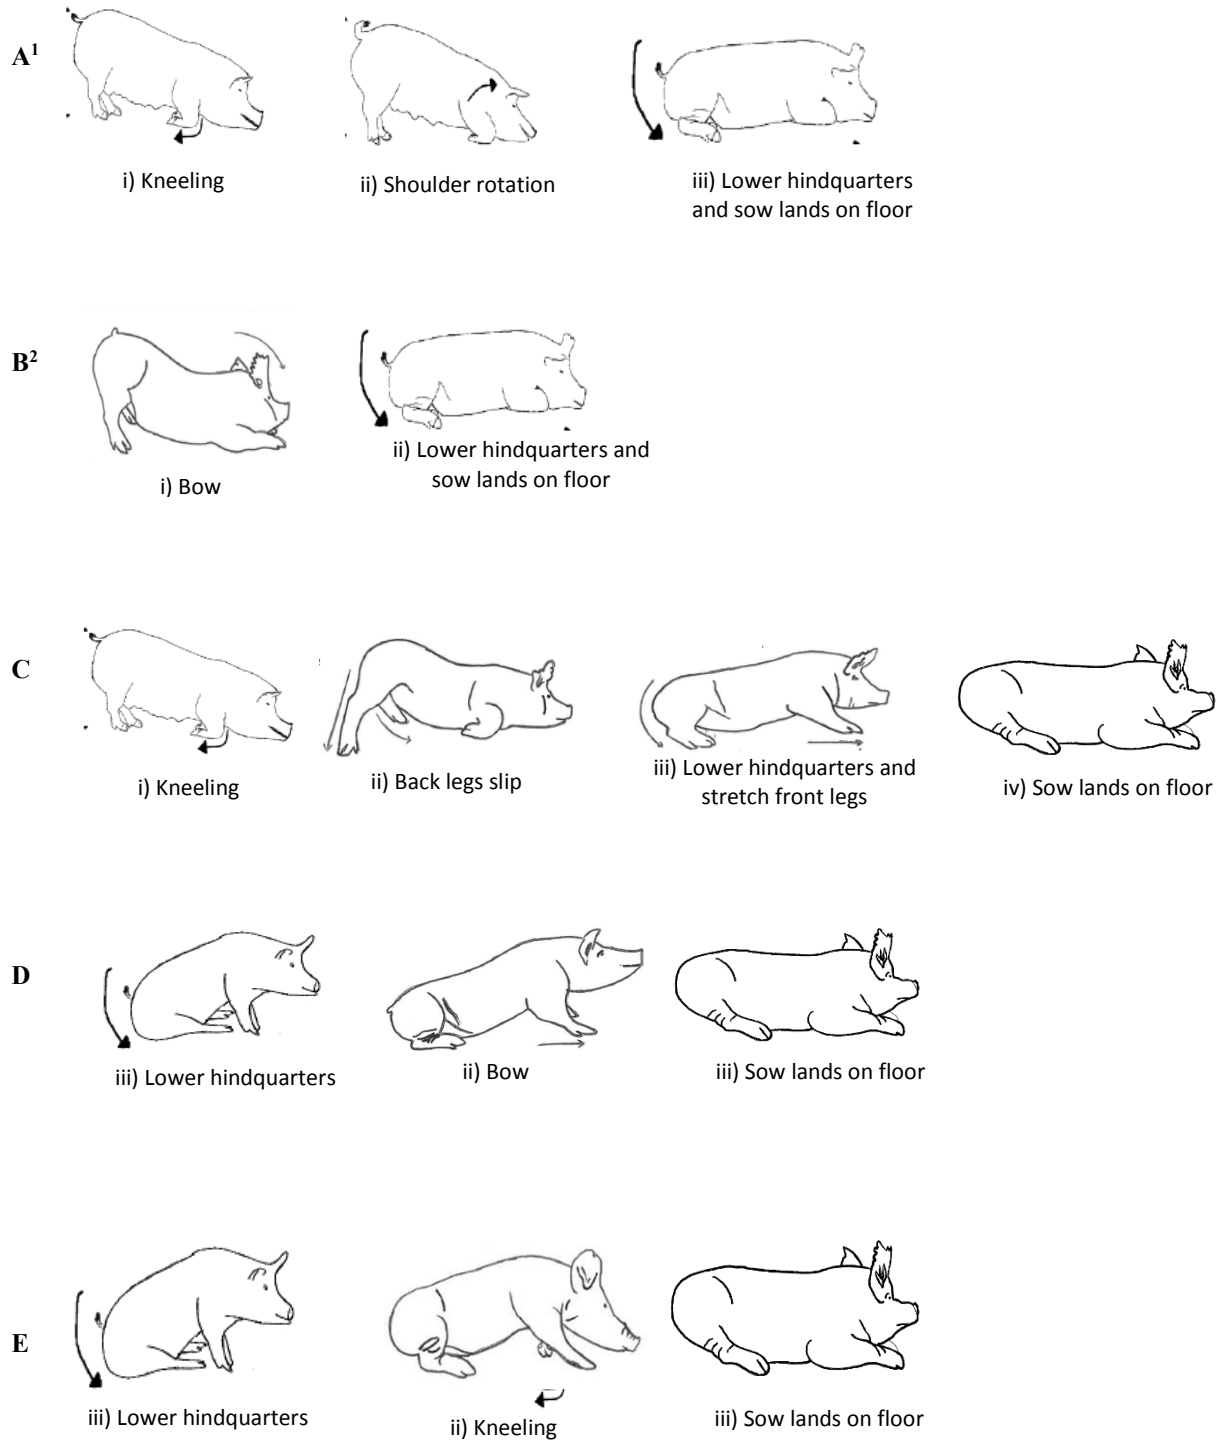 A¹
i) Kneeling
ii) Shoulder rotation
iii) Lower hindquarters
and sow lands on floor
B²
i) Bow
ii) Lower hindquarters and
sow lands on floor
C
i) Kneeling
ii) Back legs slip
iii) Lower hindquarters and
stretch front legs
iv) Sow lands on floor
D
iii) Lower hindquarters
ii) Bow
iii) Sow lands on floor
E
iii) Lower hindquarters
ii) Kneeling
iii) Sow lands on floor